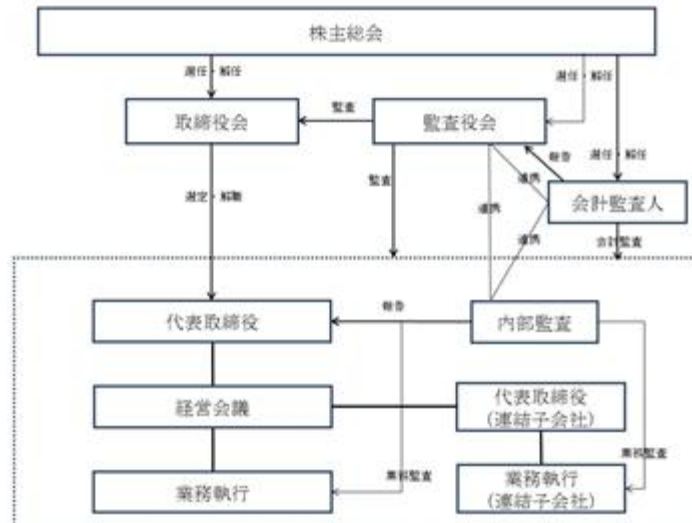 株主総会
選任・解任
選任・解任
監査
取締役会
監査役会
報告
選任・解任
監査
連携
会計監査人
選定・解職
連携
連携
会計監査
報告
代表取締役
内部監査
代表取締役
(連結子会社)
経営会議
業務監査
業務監査
業務執行
業務執行
(連結子会社)